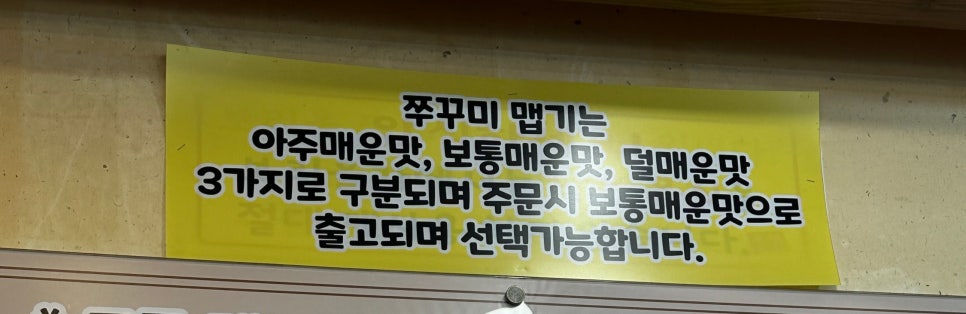 쭈꾸미 맵기는
아주매운맛, 보통매운맛, 덜매운맛
3가지로 구분되며 주문시 보통매운맛으로
출고되며 선택가능합니다.